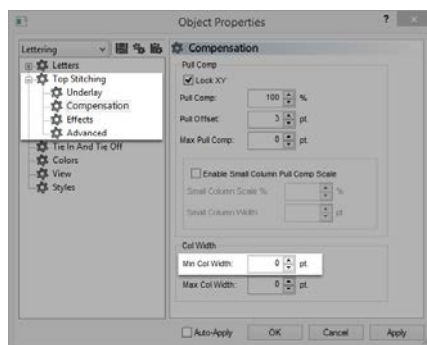 Object Properties ?
Lettering
Letters
Top Stitching
Underlay
Compensation
Effects
Advanced
Tie In And Tie Off
Colors
View
Styles
Compensation
Pull Comp
Lock XY
Pull Comp: 100 %
Pull Offset: 3 pt.
Max Pull Comp: 0 pt.
Enable Small Column Pull Comp Scale
Small Column Scale % %
Small Column Width pt
Col Width
Min Col Width: 0 pt.
Max Col Width: 0 pt.
Auto-Apply OK Cancel Apply